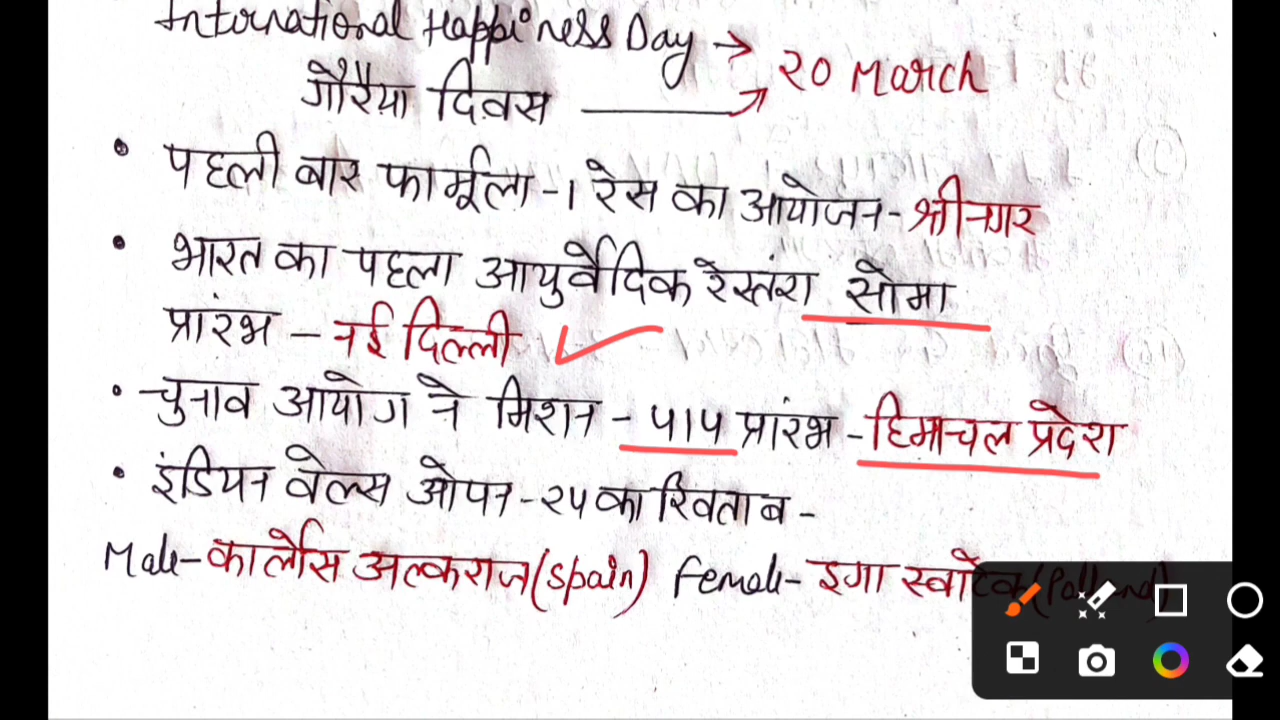 International Happiness Day →
20 March
गौरैया दिवस
• पहली बार फार्मूला-1 रेस का आयोजन- श्रीनगर
• भारत का पहला आयुर्वेदिक रेस्तंरा सोमा
प्रारंभ - नई दिल्ली
• चुनाव आयोग ने मिशन - 414 प्रारंभ - हिमाचल प्रदेश
• इंडियन वेल्स ओपन - 24 का खिताब -
Male- कार्लोस अल्कराज (Spain) Female- इगा स्वीटेक (Poland)